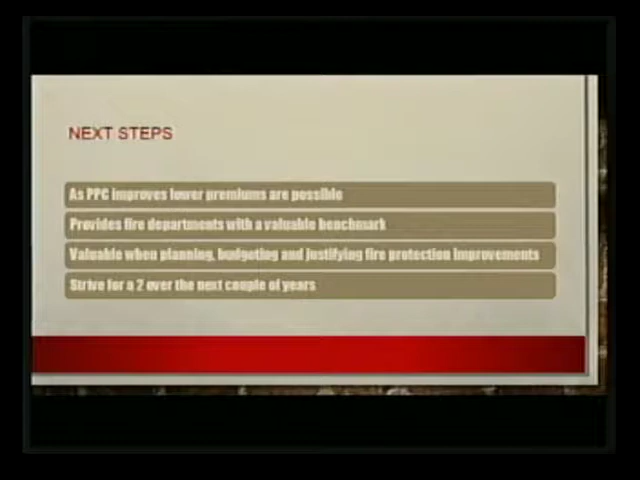 NEXT STEPS
As PPC improves lower premiums are possible
Provides fire departments with a valuable benchmark
Valuable when planning, budgeting and justifying fire protection improvements
Strive for a 2 over the next couple of years